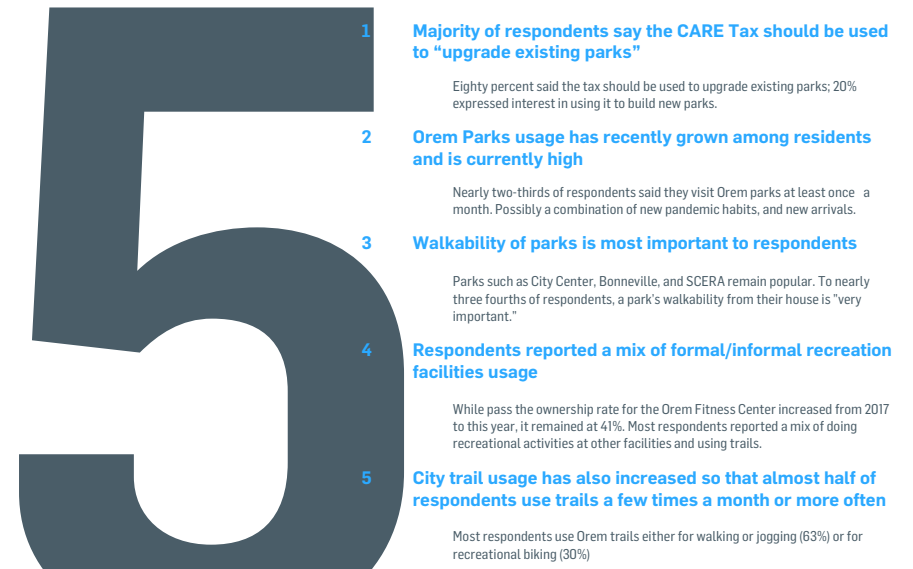 5
1 Majority of respondents say the CARE Tax should be used
to “upgrade existing parks”
Eighty percent said the tax should be used to upgrade existing parks; 20%
expressed interest in using it to build new parks.
2 Orem Parks usage has recently grown among residents
and is currently high
Nearly two-thirds of respondents said they visit Orem parks at least once a
month. Possibly a combination of new pandemic habits, and new arrivals.
3 Walkability of parks is most important to respondents
Parks such as City Center, Bonneville, and SCERA remain popular. To nearly
three fourths of respondents, a park's walkability from their house is "very
important."
4 Respondents reported a mix of formal/informal recreation
facilities usage
While pass the ownership rate for the Orem Fitness Center increased from 2017
to this year, it remained at 41%. Most respondents reported a mix of doing
recreational activities at other facilities and using trails.
5 City trail usage has also increased so that almost half of
respondents use trails a few times a month or more often
Most respondents use Orem trails either for walking or jogging (63%) or for
recreational biking (30%)